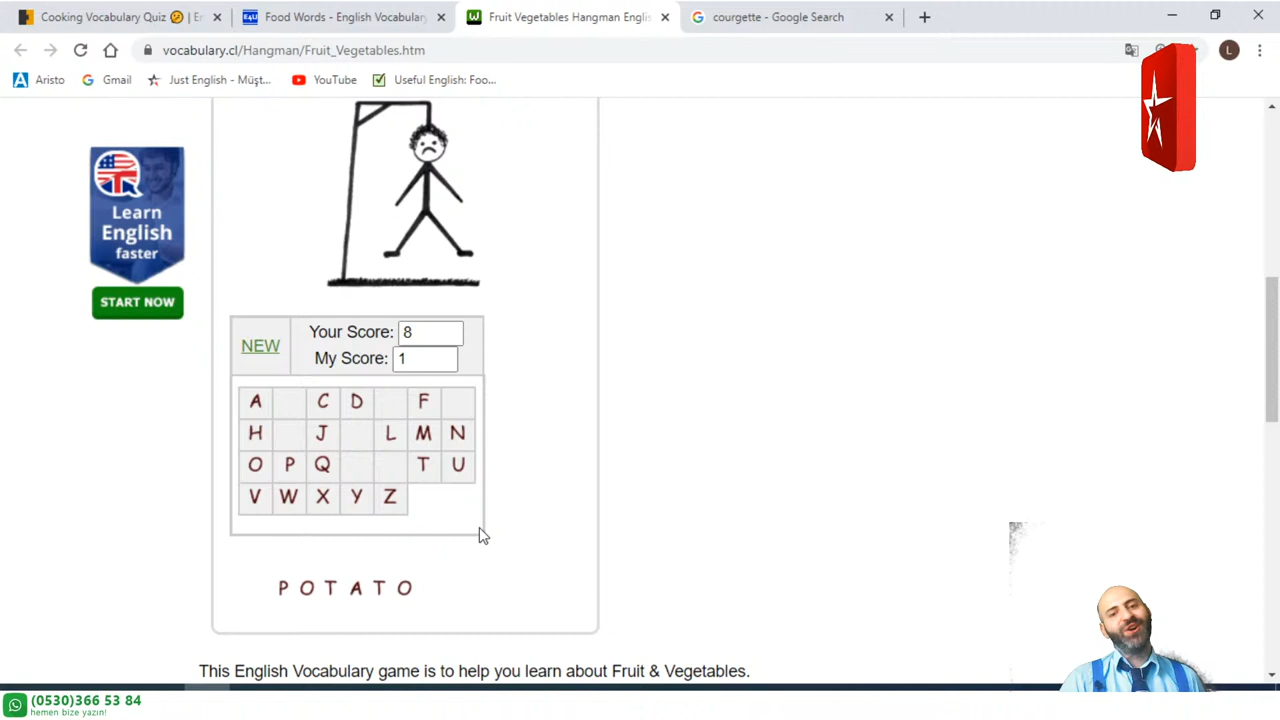 Cooking Vocabulary Quiz
Food Words - English Vocabulary
Fruit Vegetables Hangman Engli
courgette - Google Search
vocabulary.cl/Hangman/Fruit_Vegetables.htm
L
Aristo
Gmail
Just English - Müşt...
YouTube
Useful English: Foo...
Learn
English
faster
START NOW
NEW
Your Score: 8
My Score: 1
A C D F
H J L M N
O P Q T U
V W X Y Z
P O T A T O
This English Vocabulary game is to help you learn about Fruit & Vegetables.
(0530)366 53 84
hemen bize yazın!